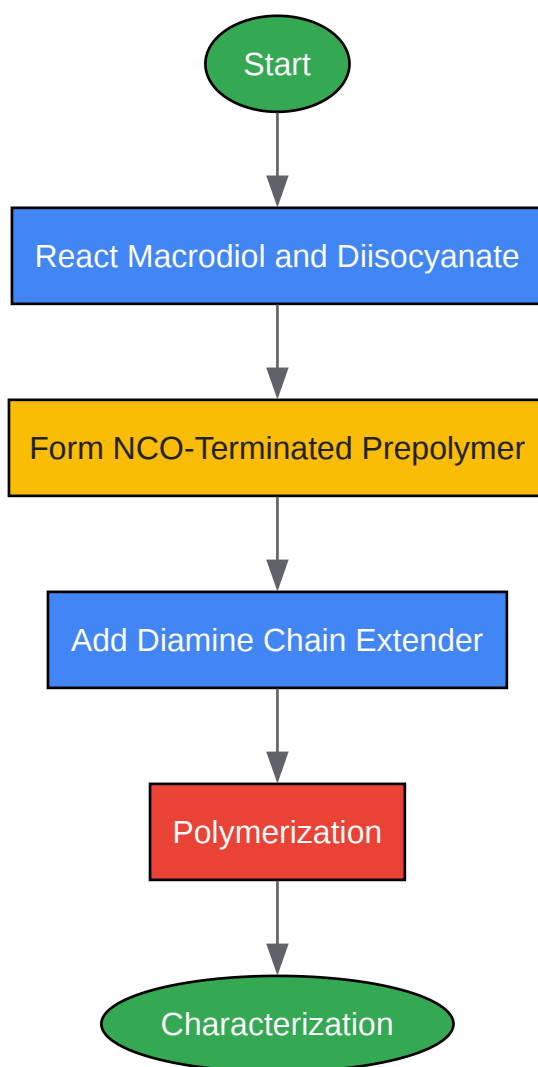 Start
React Macrodiol and Diisocyanate
Form NCO-Terminated Prepolymer
Add Diamine Chain Extender
Polymerization
Characterization